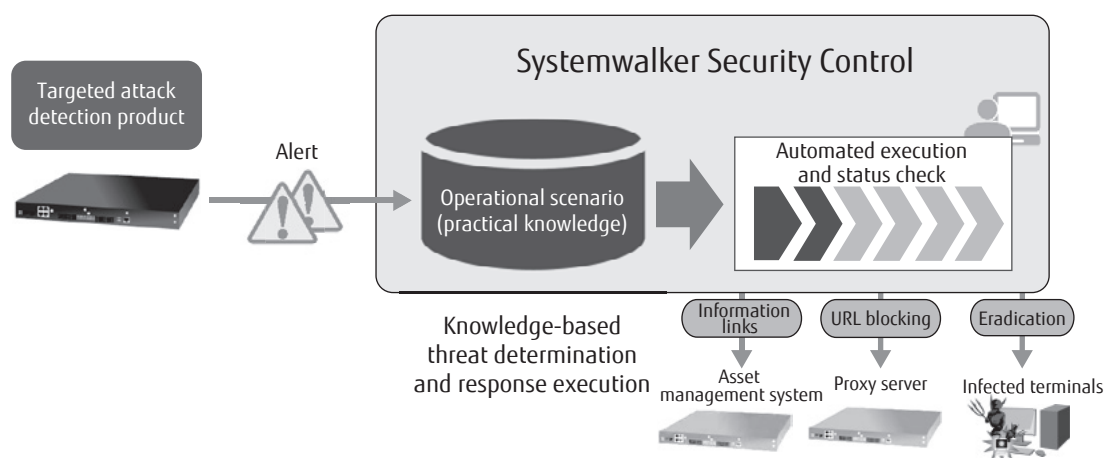 Systemwalker Security Control
Targeted attack
detection product
Alert
Operational scenario
(practical knowledge)
Automated execution
and status check
Knowledge-based
threat determination
and response execution
Information
links
URL blocking
Eradication
Asset
management system
Proxy server
Infected terminals